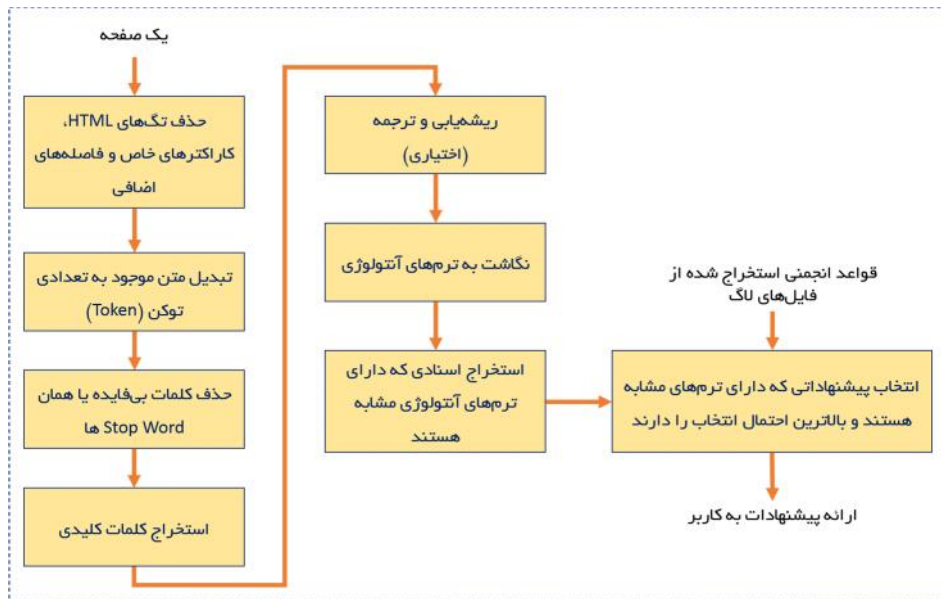 یک صفحه
حذف تگ‌های HTML،
کاراکترهای خاص و فاصله‌های
اضافی
تبدیل متن موجود به تعدادی
توکن (Token)
حذف کلمات بی‌فایده یا همان
Stop Word ها
استخراج کلمات کلیدی
ریشه‌یابی و ترجمه
(اختیاری)
نگاشت به ترم‌های آنتولوژی
استخراج اسنادی که دارای
ترم‌های آنتولوژی مشابه
هستند
قواعد انجمنی استخراج شده از
فایل‌های لاگ
انتخاب پیشنهاداتی که دارای ترم‌های مشابه
هستند و بالاترین احتمال انتخاب را دارند
ارائه پیشنهادات به کاربر